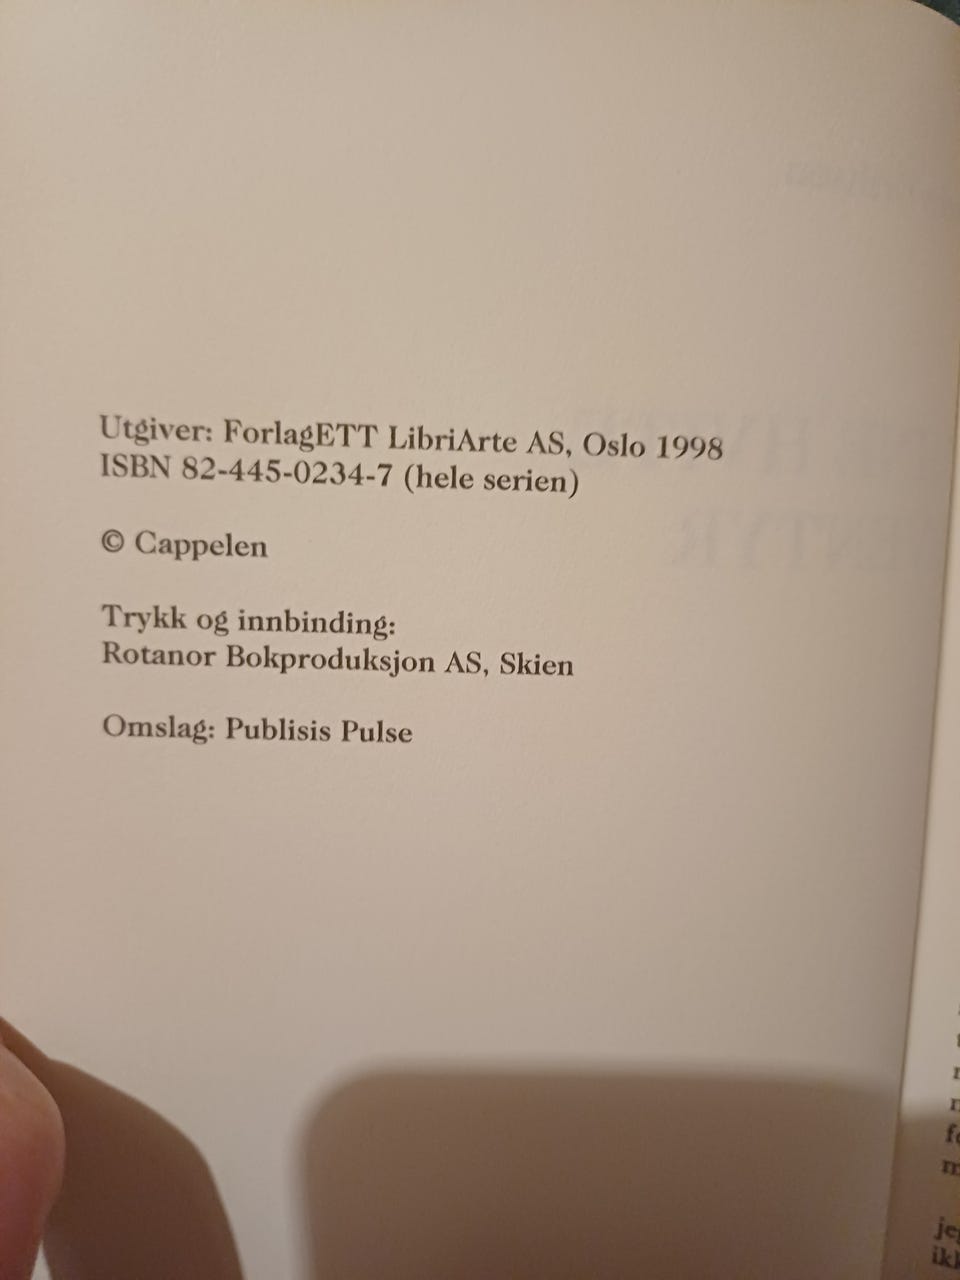 Utgiver: ForlagETT LibriArte AS, Oslo 1998
ISBN 82-445-0234-7 (hele serien)
© Cappelen
Trykk og innbinding:
Rotanor Bokproduksjon AS, Skien
Omslag: Publisis Pulse